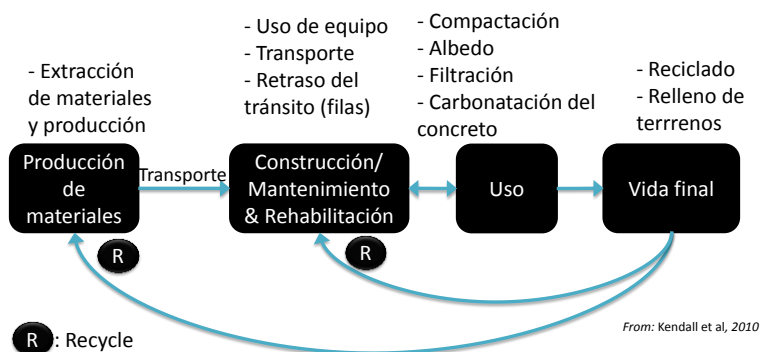 - Extracción
de materiales
y producción
- Uso de equipo
- Transporte
- Retraso del
tránsito (filas)
- Compactación
- Albedo
- Filtración
- Carbonatación del
concreto
- Reciclado
- Relleno de
terrrenos
Producción
de
materiales
Transporte
Construcción/
Mantenimiento
& Rehabilitación
Uso
Vida final
R
R
R : Recycle
From: Kendall et al, 2010